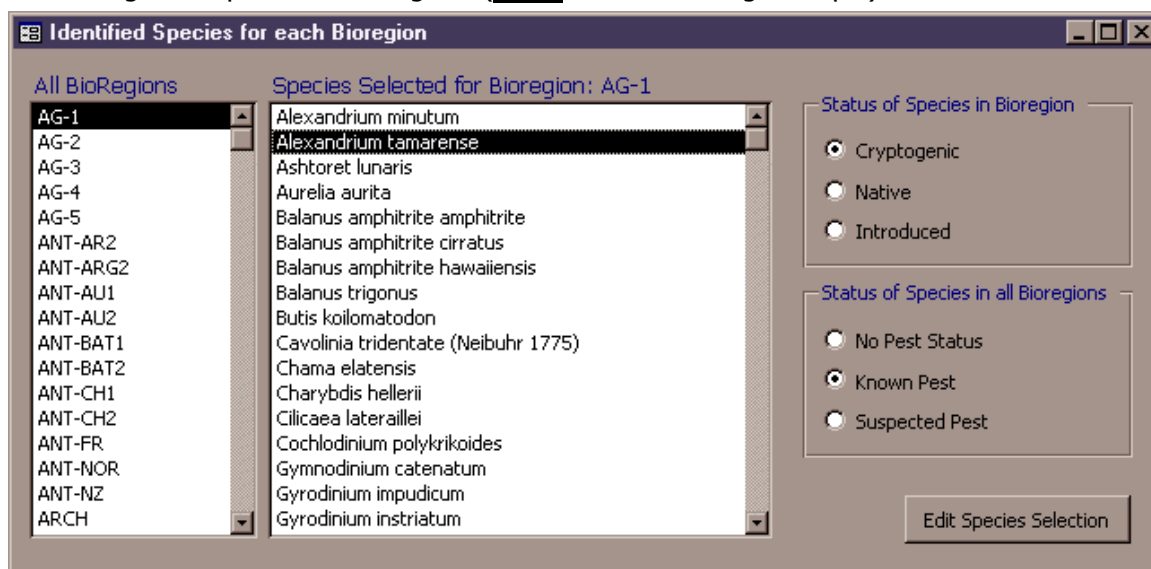 Identified Species for each Bioregion
All BioRegions
AG-1
AG-2
AG-3
AG-4
AG-5
ANT-AR2
ANT-ARG2
ANT-AU1
ANT-AU2
ANT-BAT1
ANT-BAT2
ANT-CH1
ANT-CH2
ANT-FR
ANT-NOR
ANT-NZ
ARCH
Species Selected for Bioregion: AG-1
Alexandrium minutum
Alexandrium tamarense
Ashtoret lunaris
Aurelia aurita
Balanus amphitrite amphitrite
Balanus amphitrite cirratus
Balanus amphitrite hawaiiensis
Balanus trigonus
Butis koilomatodon
Cavolinia tridentate (Neibuhr 1775)
Chama elatensis
Charybdis hellerii
Cilicaea lateraillei
Cochlodinium polykrikoides
Gymnodinium catenatum
Gyrodinium impudicum
Gyrodinium instriatum
Status of Species in Bioregion
Cryptogenic
Native
Introduced
Status of Species in all Bioregions
No Pest Status
Known Pest
Suspected Pest
Edit Species Selection